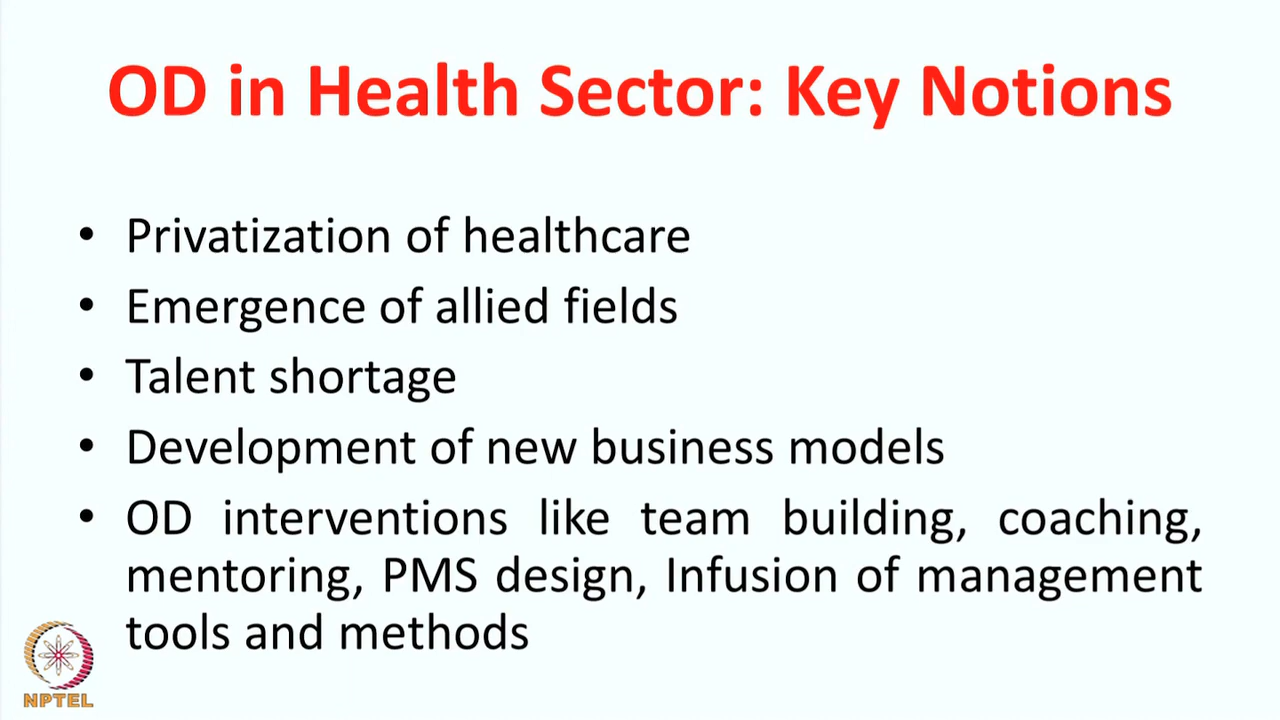 OD in Health Sector: Key Notions
• Privatization of healthcare
• Emergence of allied fields
• Talent shortage
• Development of new business models
• OD interventions like team building, coaching,
mentoring, PMS design, Infusion of management
tools and methods
NPTEL